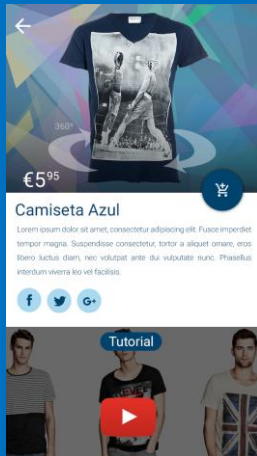 360°
€5⁹⁵
Camiseta Azul
Lorem ipsum dolor sit amet, consectetur adipiscing elit. Fusce imperdiet
tempor magna. Suspendisse consectetur, tortor a aliquet ornare, eros
libero luctus diam, nec volutpat ante dui vulputate nunc. Phasellus
interdum viverra leo vel facilisis.
f G+
Tutorial